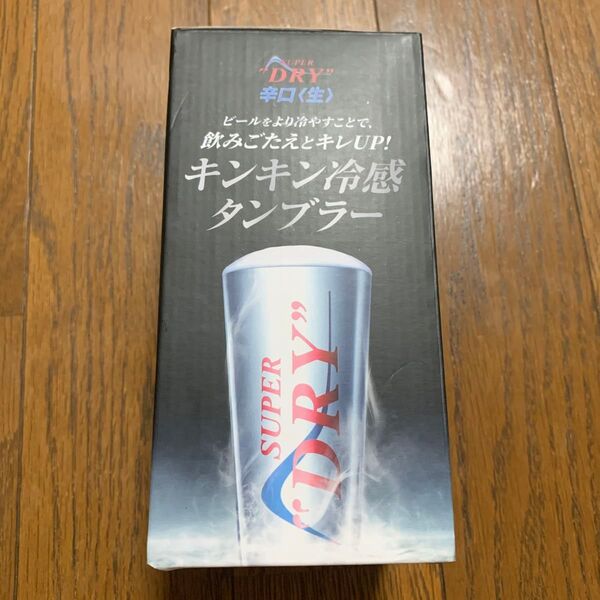 SUPER
"DRY"
辛口〈生〉
ビールをより冷やすことで、
飲みごたえとキレUP!
キンキン冷感
タンブラー
SUPER
"DRY"